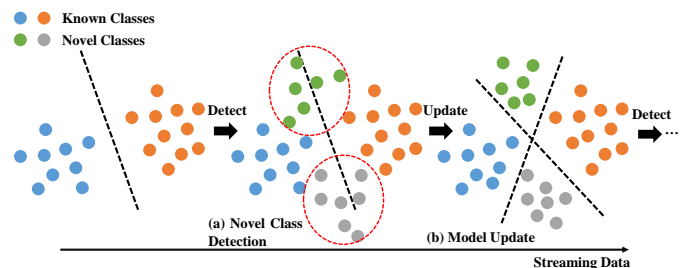 Known Classes
Novel Classes
Detect
Update
Detect
...
(a) Novel Class
Detection
(b) Model Update
Streaming Data